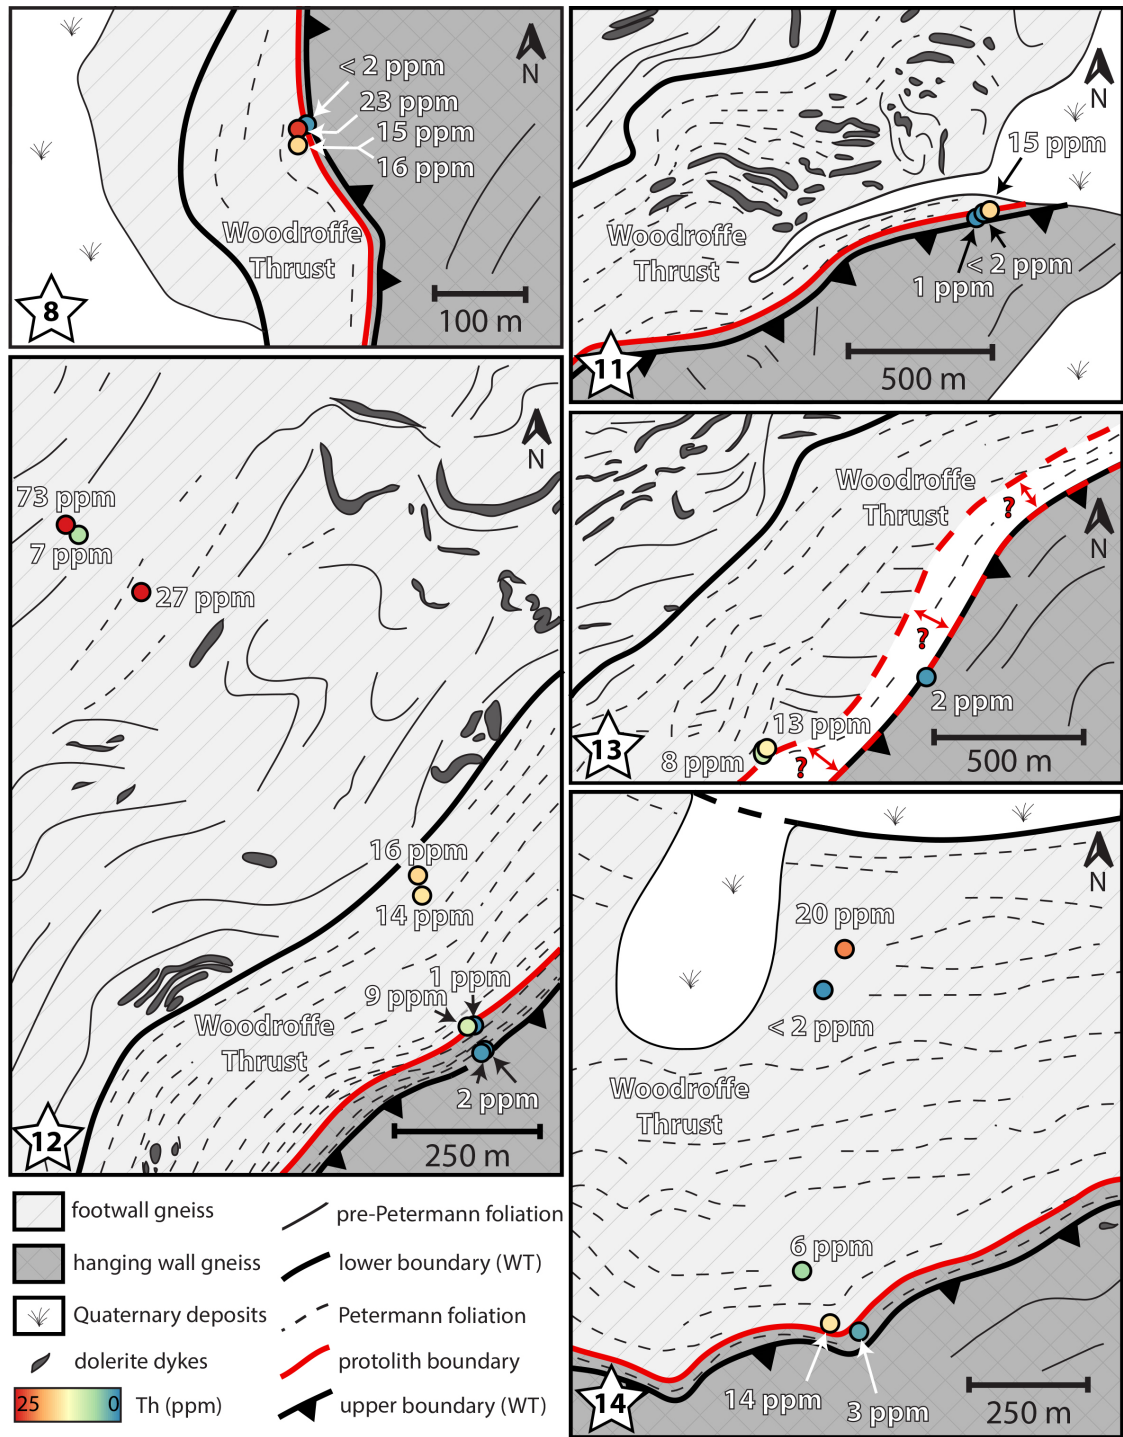 N
< 2 ppm
23 ppm
15 ppm
16 ppm
Woodroffe
Thrust
100 m
8
N
15 ppm
Woodroffe
Thrust
< 2 ppm
1 ppm
500 m
11
N
73 ppm
7 ppm
27 ppm
16 ppm
14 ppm
1 ppm
9 ppm
Woodroffe
Thrust
2 ppm
250 m
12
Woodroffe
Thrust
?
N
?
2 ppm
13 ppm
8 ppm
?
500 m
13
N
20 ppm
< 2 ppm
Woodroffe
Thrust
6 ppm
14 ppm
3 ppm
250 m
14
footwall gneiss
hanging wall gneiss
Quaternary deposits
dolerite dykes
25 0 Th (ppm)
pre-Petermann foliation
lower boundary (WT)
Petermann foliation
protolith boundary
upper boundary (WT)